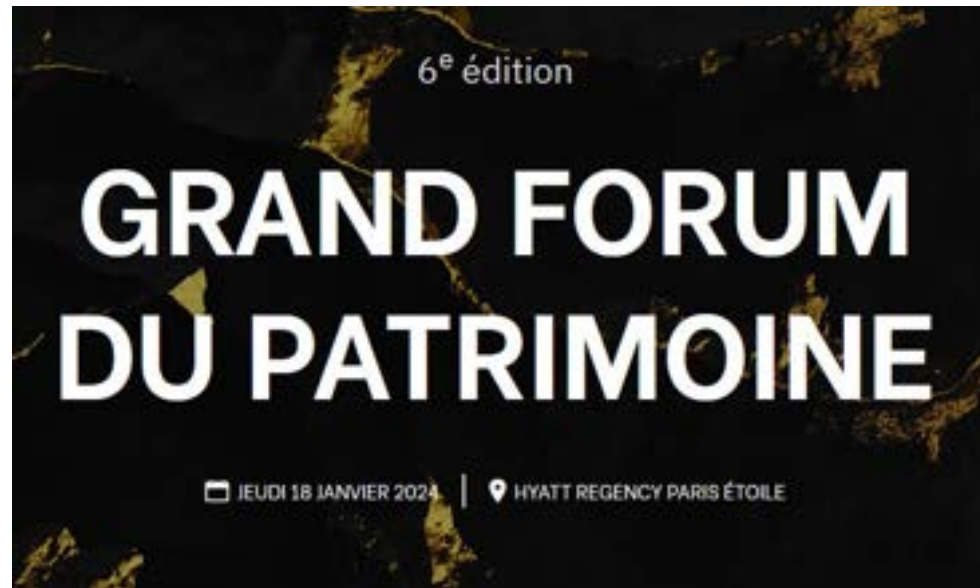 6e édition
GRAND FORUM
DU PATRIMOINE
JEUDI 18 JANVIER 2024 | HYATT REGENCY PARIS ÉTOILE